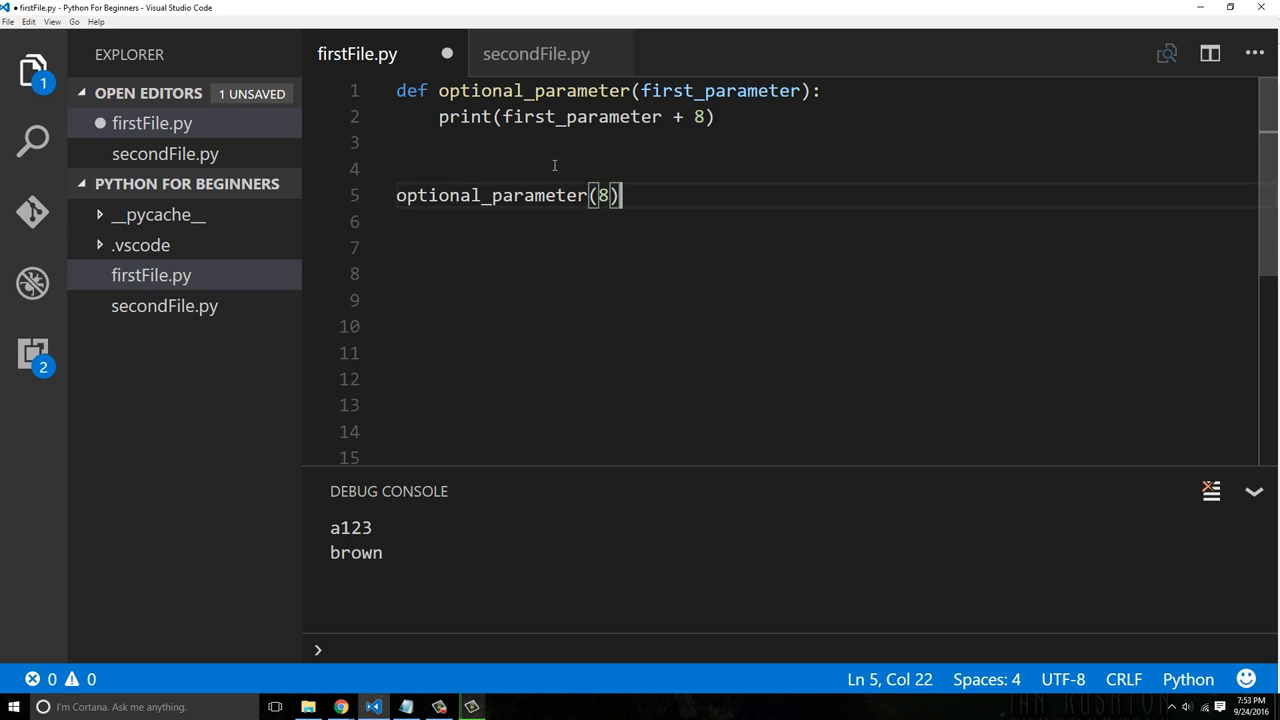 ● firstFile.py - Python For Beginners - Visual Studio Code
File Edit View Go Help
EXPLORER
OPEN EDITORS 1 UNSAVED
firstFile.py
secondFile.py
PYTHON FOR BEGINNERS
__pycache__
.vscode
firstFile.py
secondFile.py
1
2
firstFile.py secondFile.py
1 def optional_parameter(first_parameter):
2 print(first_parameter + 8)
3
4
5 optional_parameter(8)
6
7
8
9
10
11
12
13
14
15
DEBUG CONSOLE
a123
brown
0 0 Ln 5, Col 22 Spaces: 4 UTF-8 CRLF Python
I'm Cortana. Ask me anything.
7:53 PM
9/24/2016